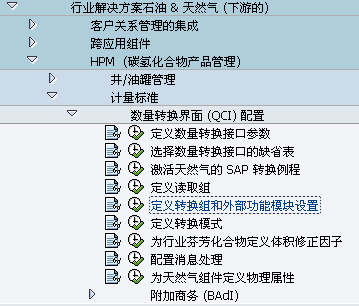 行业解决方案石油 & 天然气 (下游的)
客户关系管理的集成
跨应用组件
HPM (碳氢化合物产品管理)
井/油罐管理
计量标准
数量转换界面 (QCI) 配置
定义数量转换接口参数
选择数量转换接口的缺省表
激活天然气的 SAP 转换例程
定义读取组
定义转换组和外部功能模块设置
定义转换模式
为行业芬芳化合物定义体积修正因子
配置消息处理
为天然气组件定义物理属性
附加商务 (BAdI)